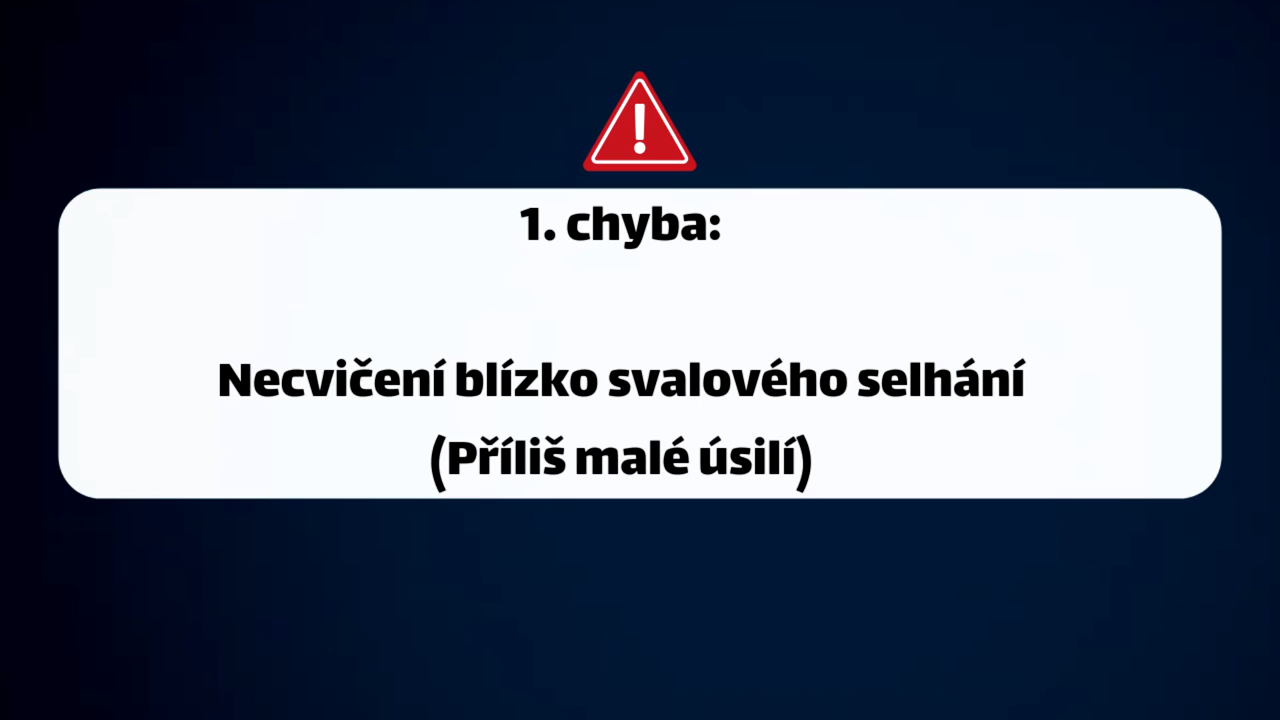 1. chyba:
Necvičení blízko svalového selhání
(Příliš malé úsilí)